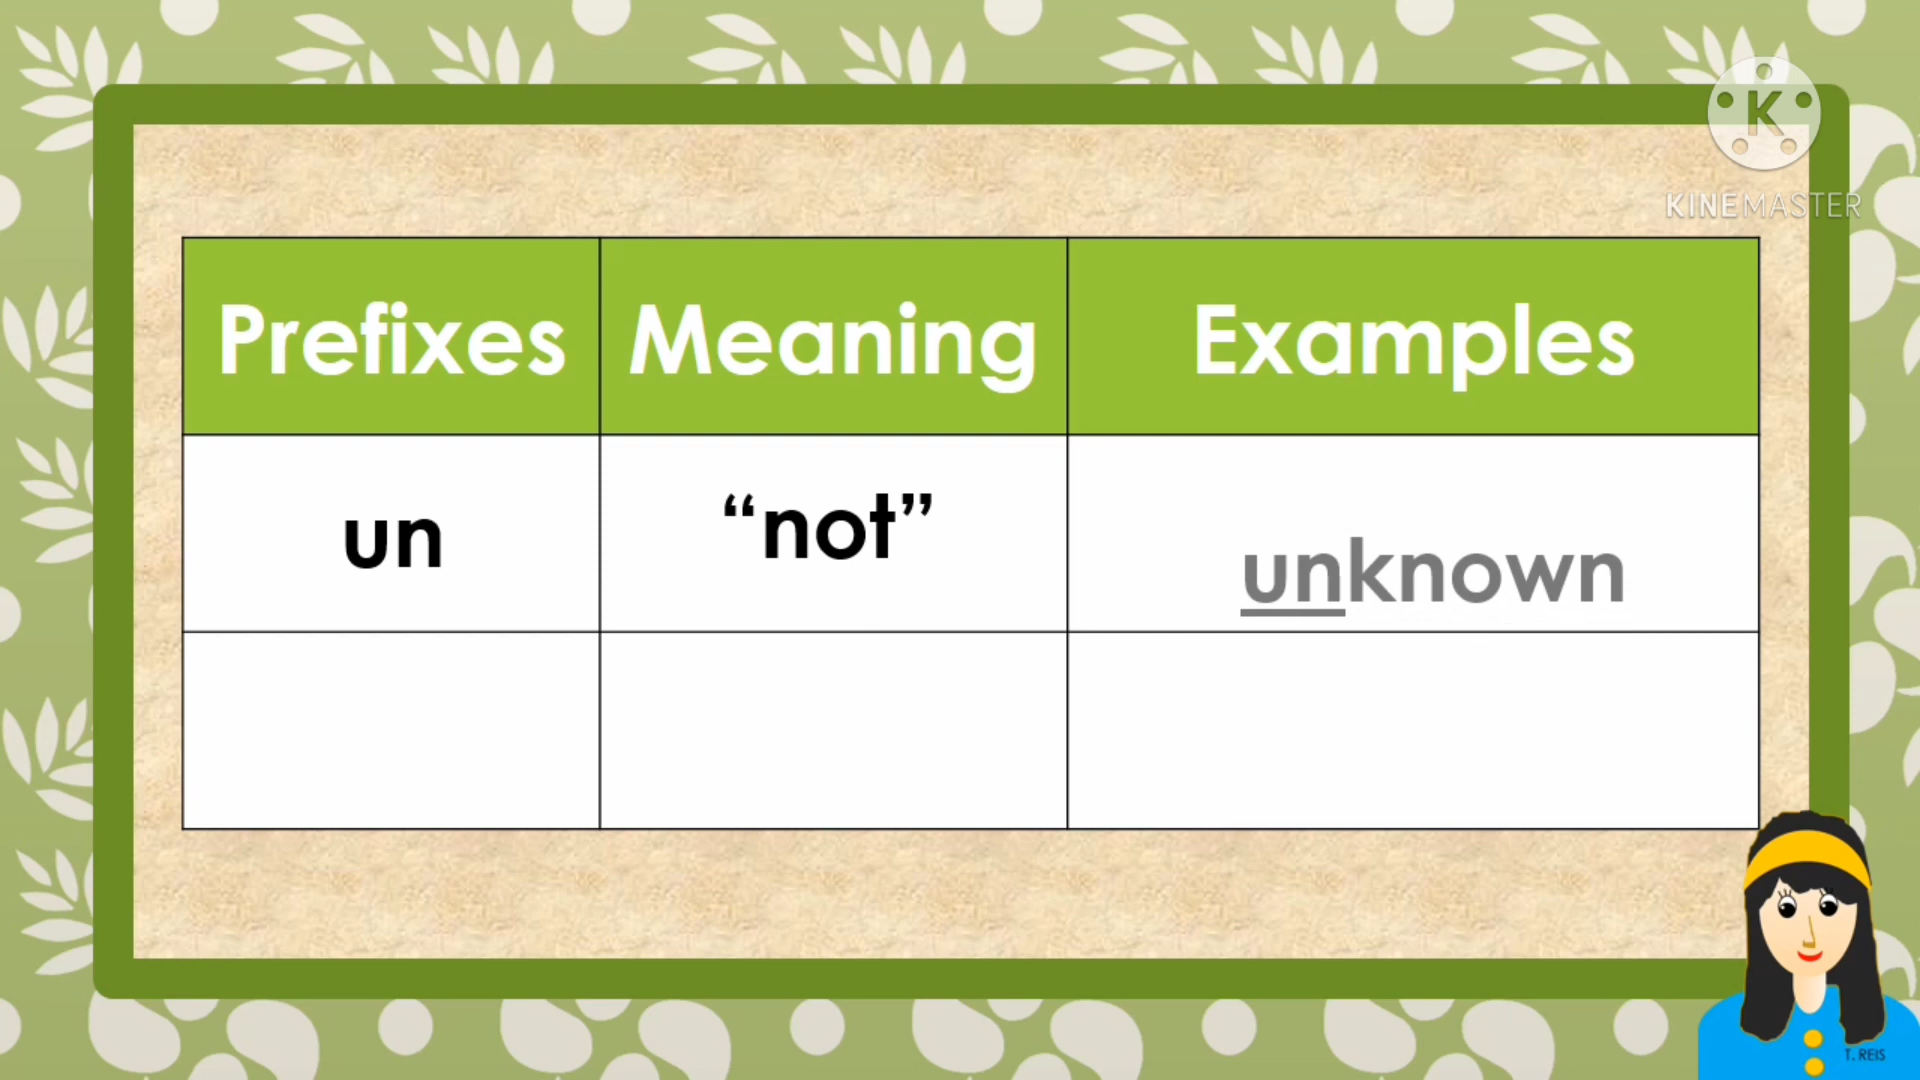 K
KINEMASTER
Prefixes Meaning Examples
un “not” unknown
T. REIS